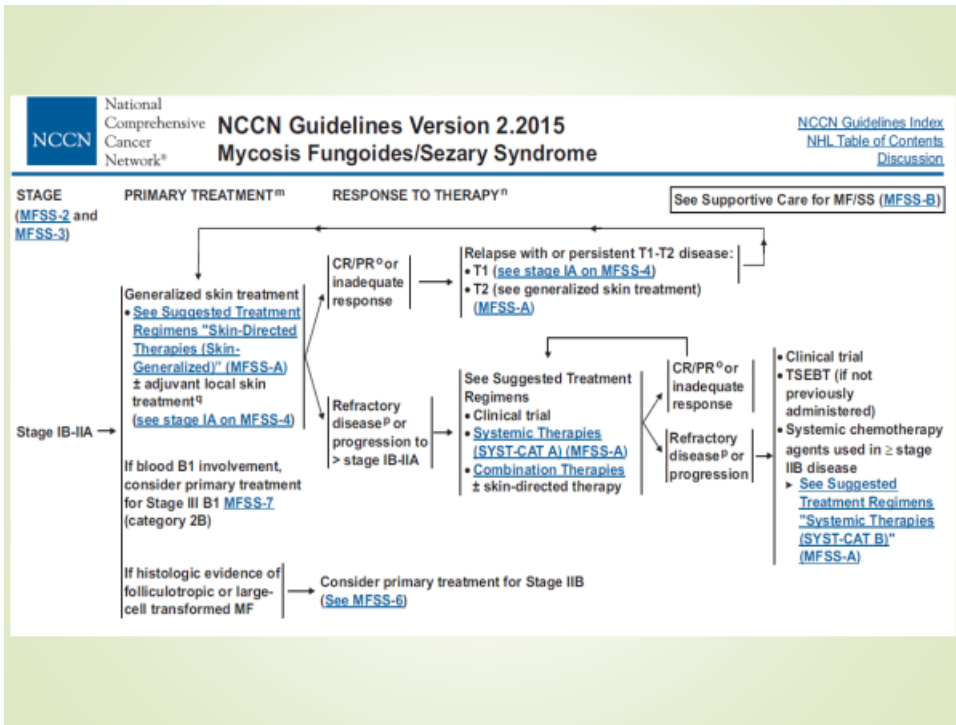 NCCN
National
Comprehensive
Cancer
Network®
NCCN Guidelines Version 2.2015
Mycosis Fungoides/Sezary Syndrome
NCCN Guidelines Index
NHL Table of Contents
Discussion
STAGE
(MFSS-2 and
MFSS-3)
PRIMARY TREATMENTᵐ
RESPONSE TO THERAPYⁿ
See Supportive Care for MF/SS (MFSS-B)
Stage IB-IIA
Generalized skin treatment
• See Suggested Treatment
Regimens "Skin-Directed
Therapies (Skin-
Generalized)" (MFSS-A)
± adjuvant local skin
treatment^q
(see stage IA on MFSS-4)
If blood B1 involvement,
consider primary treatment
for Stage III B1 MFSS-7
(category 2B)
If histologic evidence of
folliculotropic or large-
cell transformed MF
Consider primary treatment for Stage IIB
(See MFSS-6)
CR/PRᵒ or
inadequate
response
Relapse with or persistent T1-T2 disease:
• T1 (see stage IA on MFSS-4)
• T2 (see generalized skin treatment)
(MFSS-A)
Refractory
diseaseᵖ or
progression to
> stage IB-IIA
See Suggested Treatment
Regimens
• Clinical trial
• Systemic Therapies
(SYST-CAT A) (MFSS-A)
• Combination Therapies
± skin-directed therapy
CR/PRᵒ or
inadequate
response
Refractory
diseaseᵖ or
progression
• Clinical trial
• TSEBT (if not
previously
administered)
• Systemic chemotherapy
agents used in ≥ stage
IIB disease
➤ See Suggested
Treatment Regimens
"Systemic Therapies
(SYST-CAT B)"
(MFSS-A)